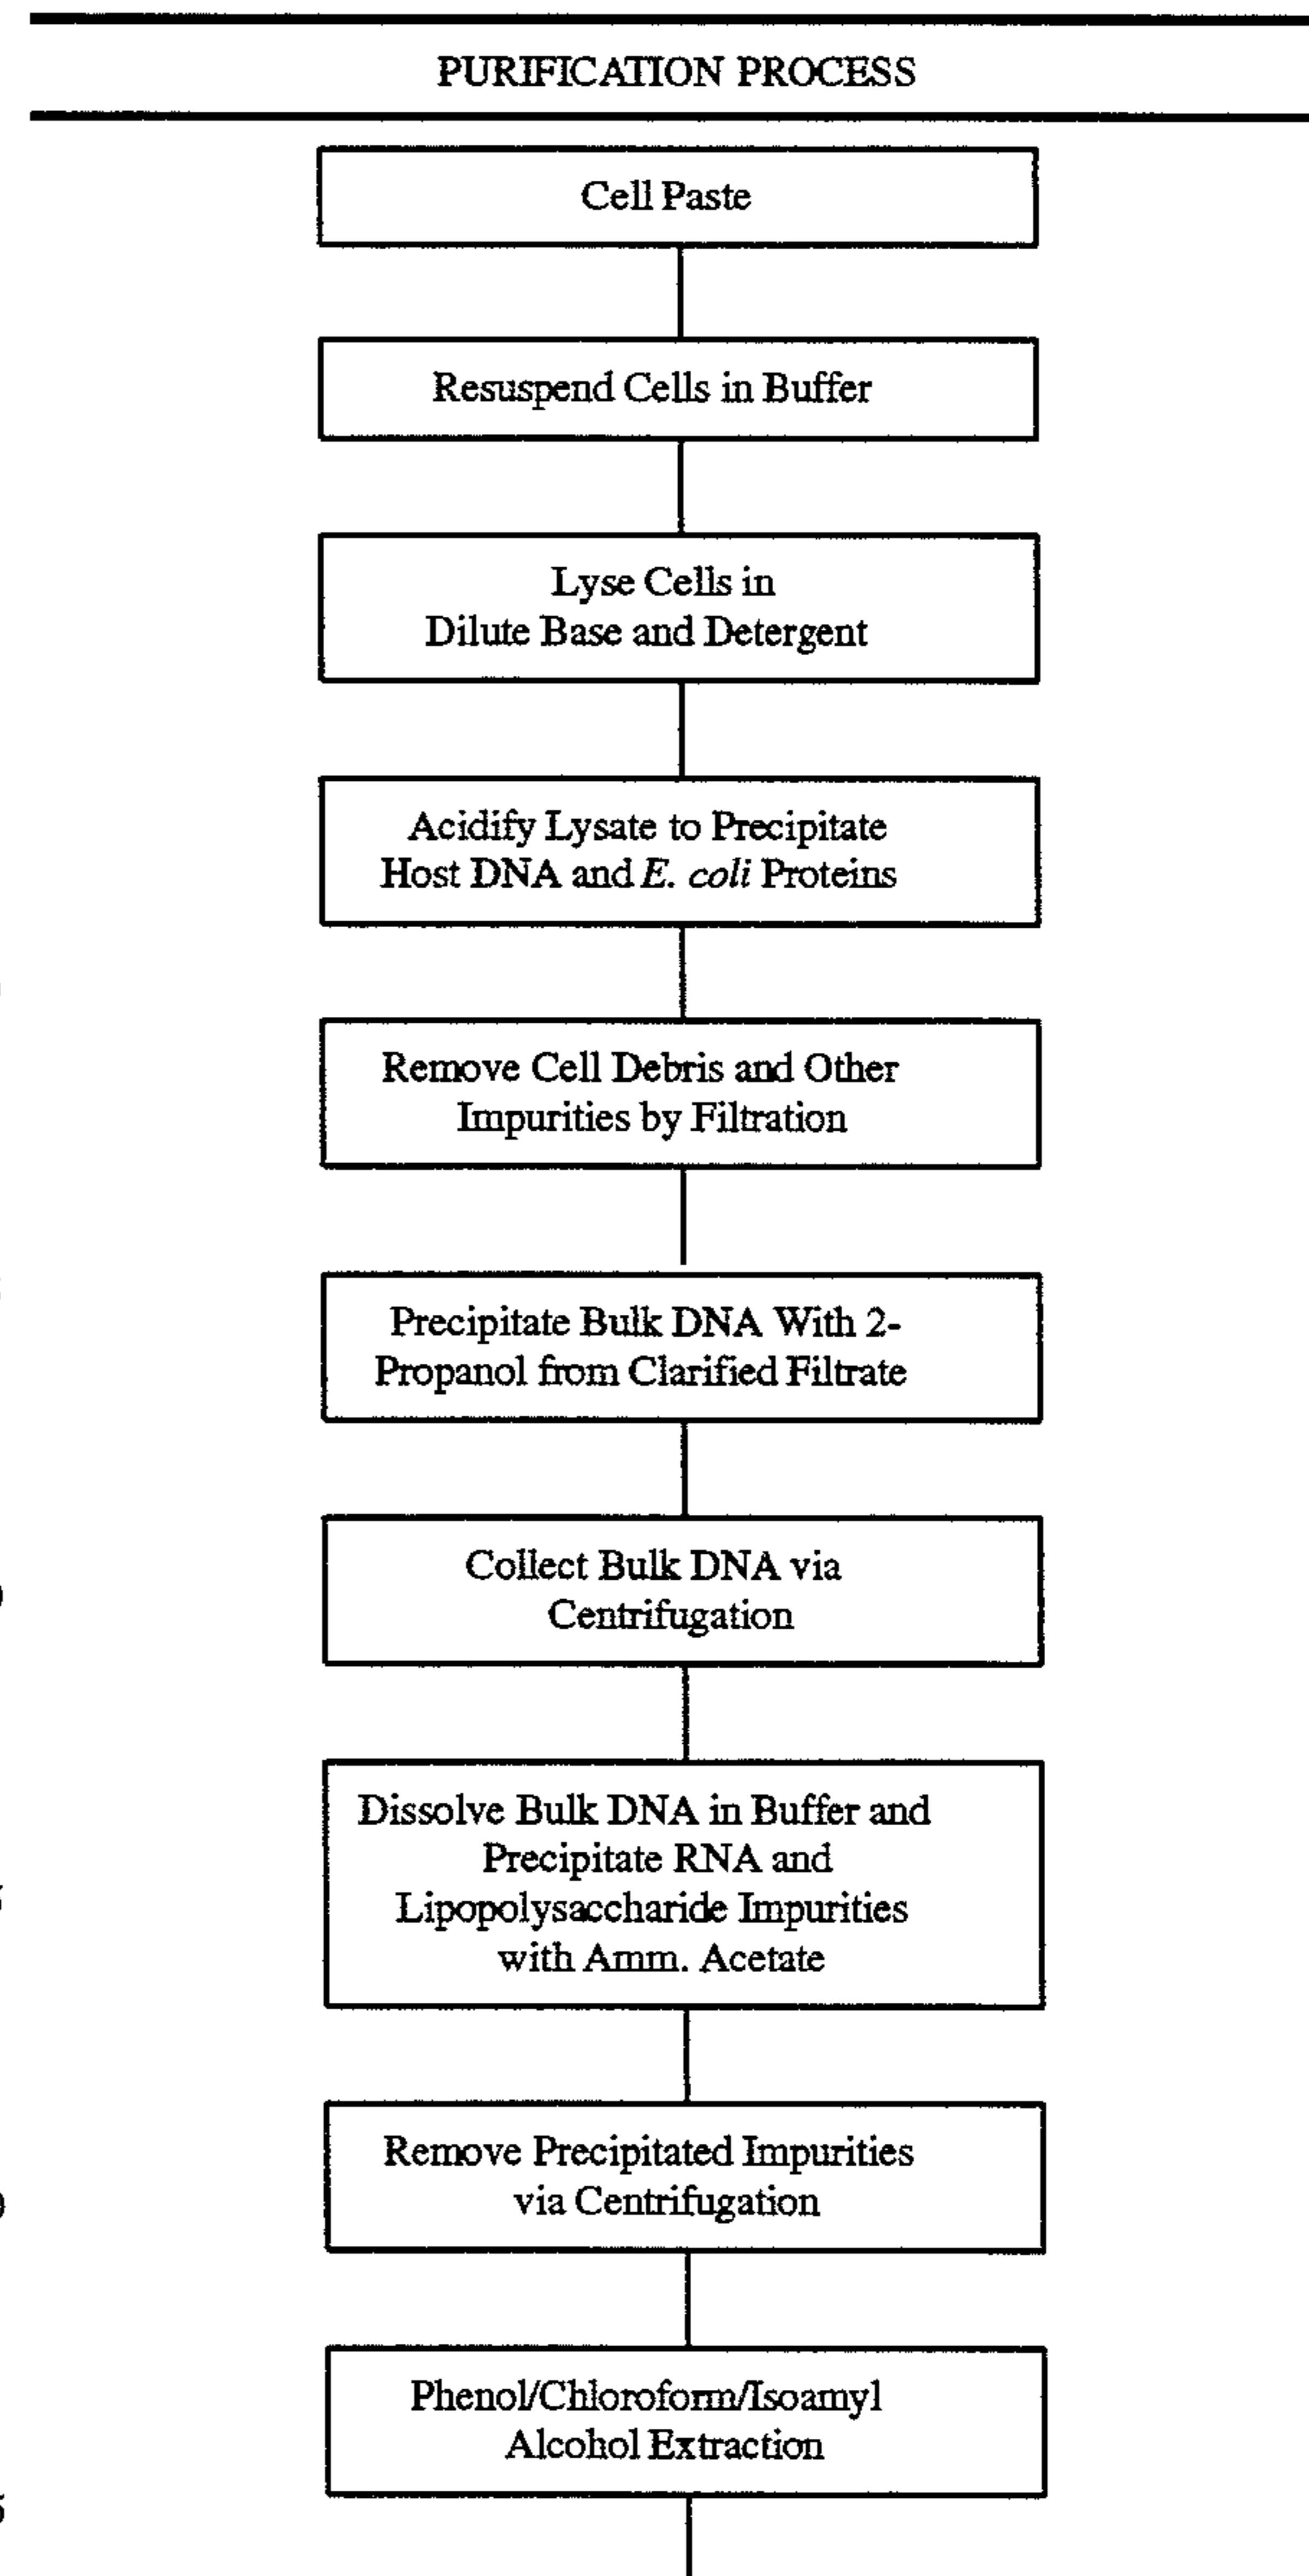 PURIFICATION PROCESS
Cell Paste
Resuspend Cells in Buffer
Lyse Cells in
Dilute Base and Detergent
Acidify Lysate to Precipitate
Host DNA and E. coli Proteins
Remove Cell Debris and Other
Impurities by Filtration
Precipitate Bulk DNA With 2-
Propanol from Clarified Filtrate
Collect Bulk DNA via
Centrifugation
Dissolve Bulk DNA in Buffer and
Precipitate RNA and
Lipopolysaccharide Impurities
with Amm. Acetate
Remove Precipitated Impurities
via Centrifugation
Phenol/Chloroform/Isoamyl
Alcohol Extraction